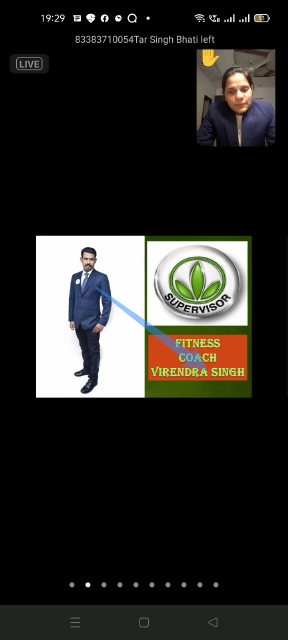 19:29
83383710054Tar Singh Bhati left
LIVE
SUPERVISOR
FITNESS
COACH
VIRENDRA SINGH